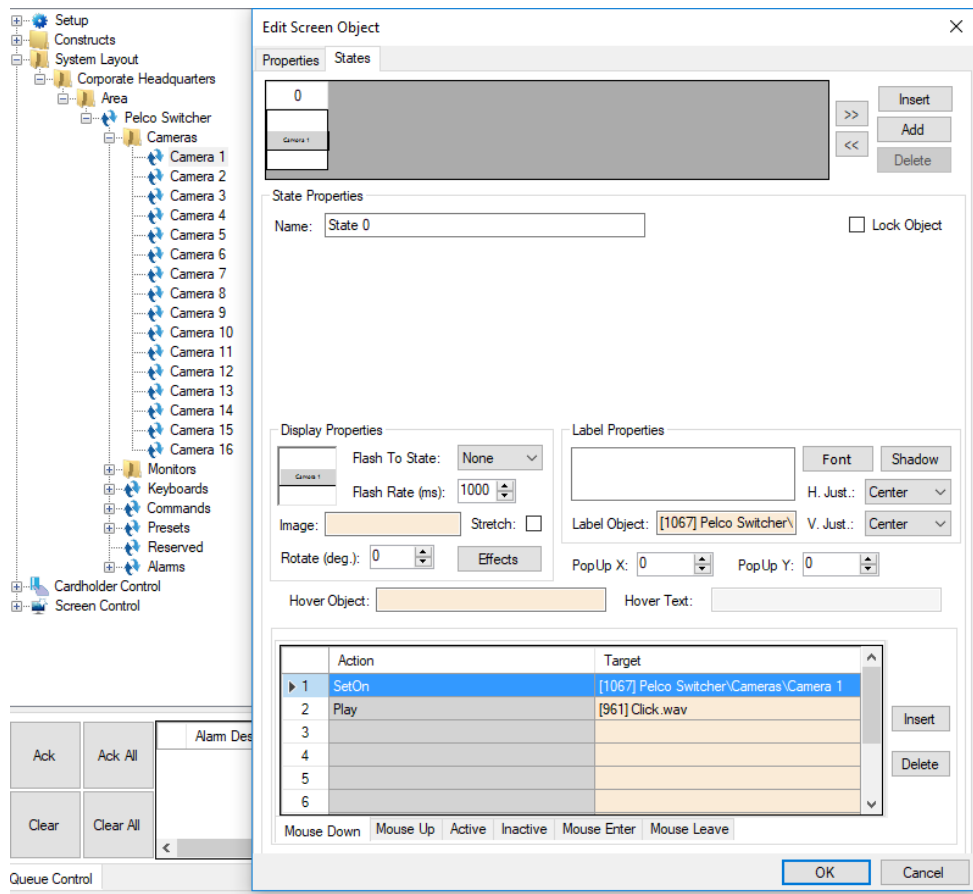 Setup
Constructs
System Layout
Corporate Headquarters
Area
Pelco Switcher
Cameras
Camera 1
Camera 2
Camera 3
Camera 4
Camera 5
Camera 6
Camera 7
Camera 8
Camera 9
Camera 10
Camera 11
Camera 12
Camera 13
Camera 14
Camera 15
Camera 16
Monitors
Keyboards
Commands
Presets
Reserved
Alarms
Cardholder Control
Screen Control
Ack
Ack All
Alarm Des
Clear
Clear All
Queue Control
Edit Screen Object
Properties
States
0
Camera 1
>>
<<
Insert
Add
Delete
State Properties
Name: State 0
Lock Object
Display Properties
Camera 1
Flash To State: None
Flash Rate (ms): 1000
Image:
Stretch:
Rotate (deg.): 0
Effects
Label Properties
Font
Shadow
H. Just.: Center
Label Object: [1067] Pelco Switcher\
V. Just.: Center
PopUp X: 0
PopUp Y: 0
Hover Object:
Hover Text:
Action Target
1 SetOn [1067] Pelco Switcher\Cameras\Camera 1
2 Play [961] Click.wav
3
4
5
6
Insert
Delete
Mouse Down Mouse Up Active Inactive Mouse Enter Mouse Leave
OK
Cancel